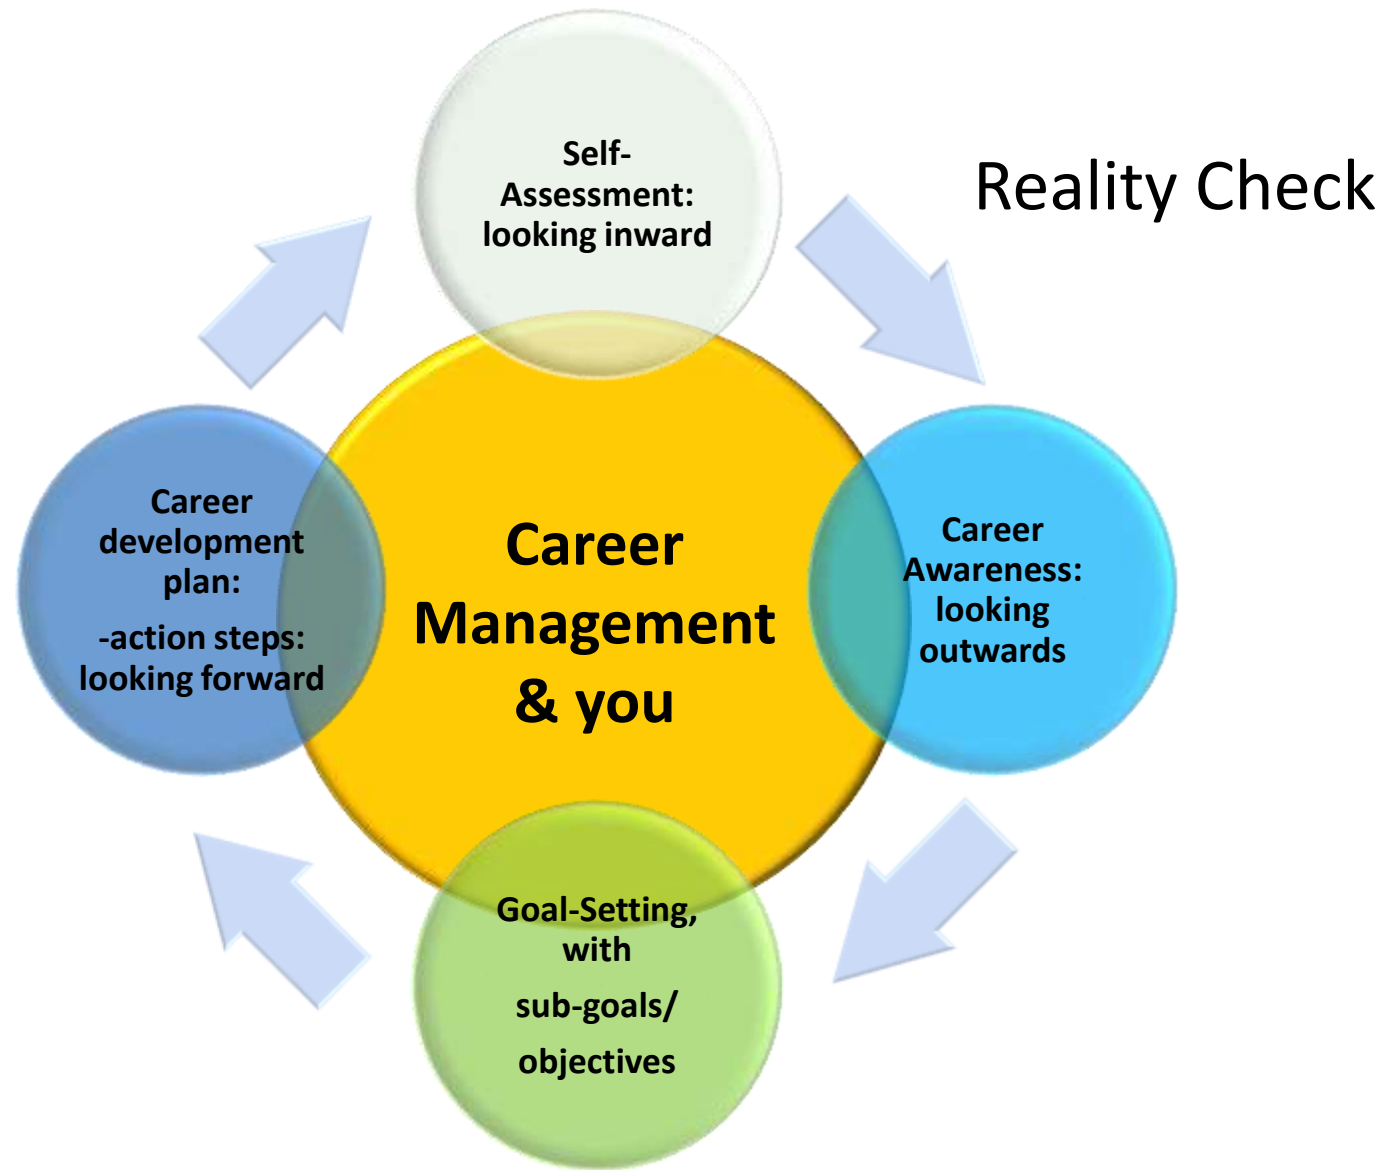 Self-
Assessment:
looking inward
Reality Check
Career
development
plan:
-action steps:
looking forward
Career
Management
& you
Career
Awareness:
looking
outwards
Goal-Setting,
with
sub-goals/
objectives